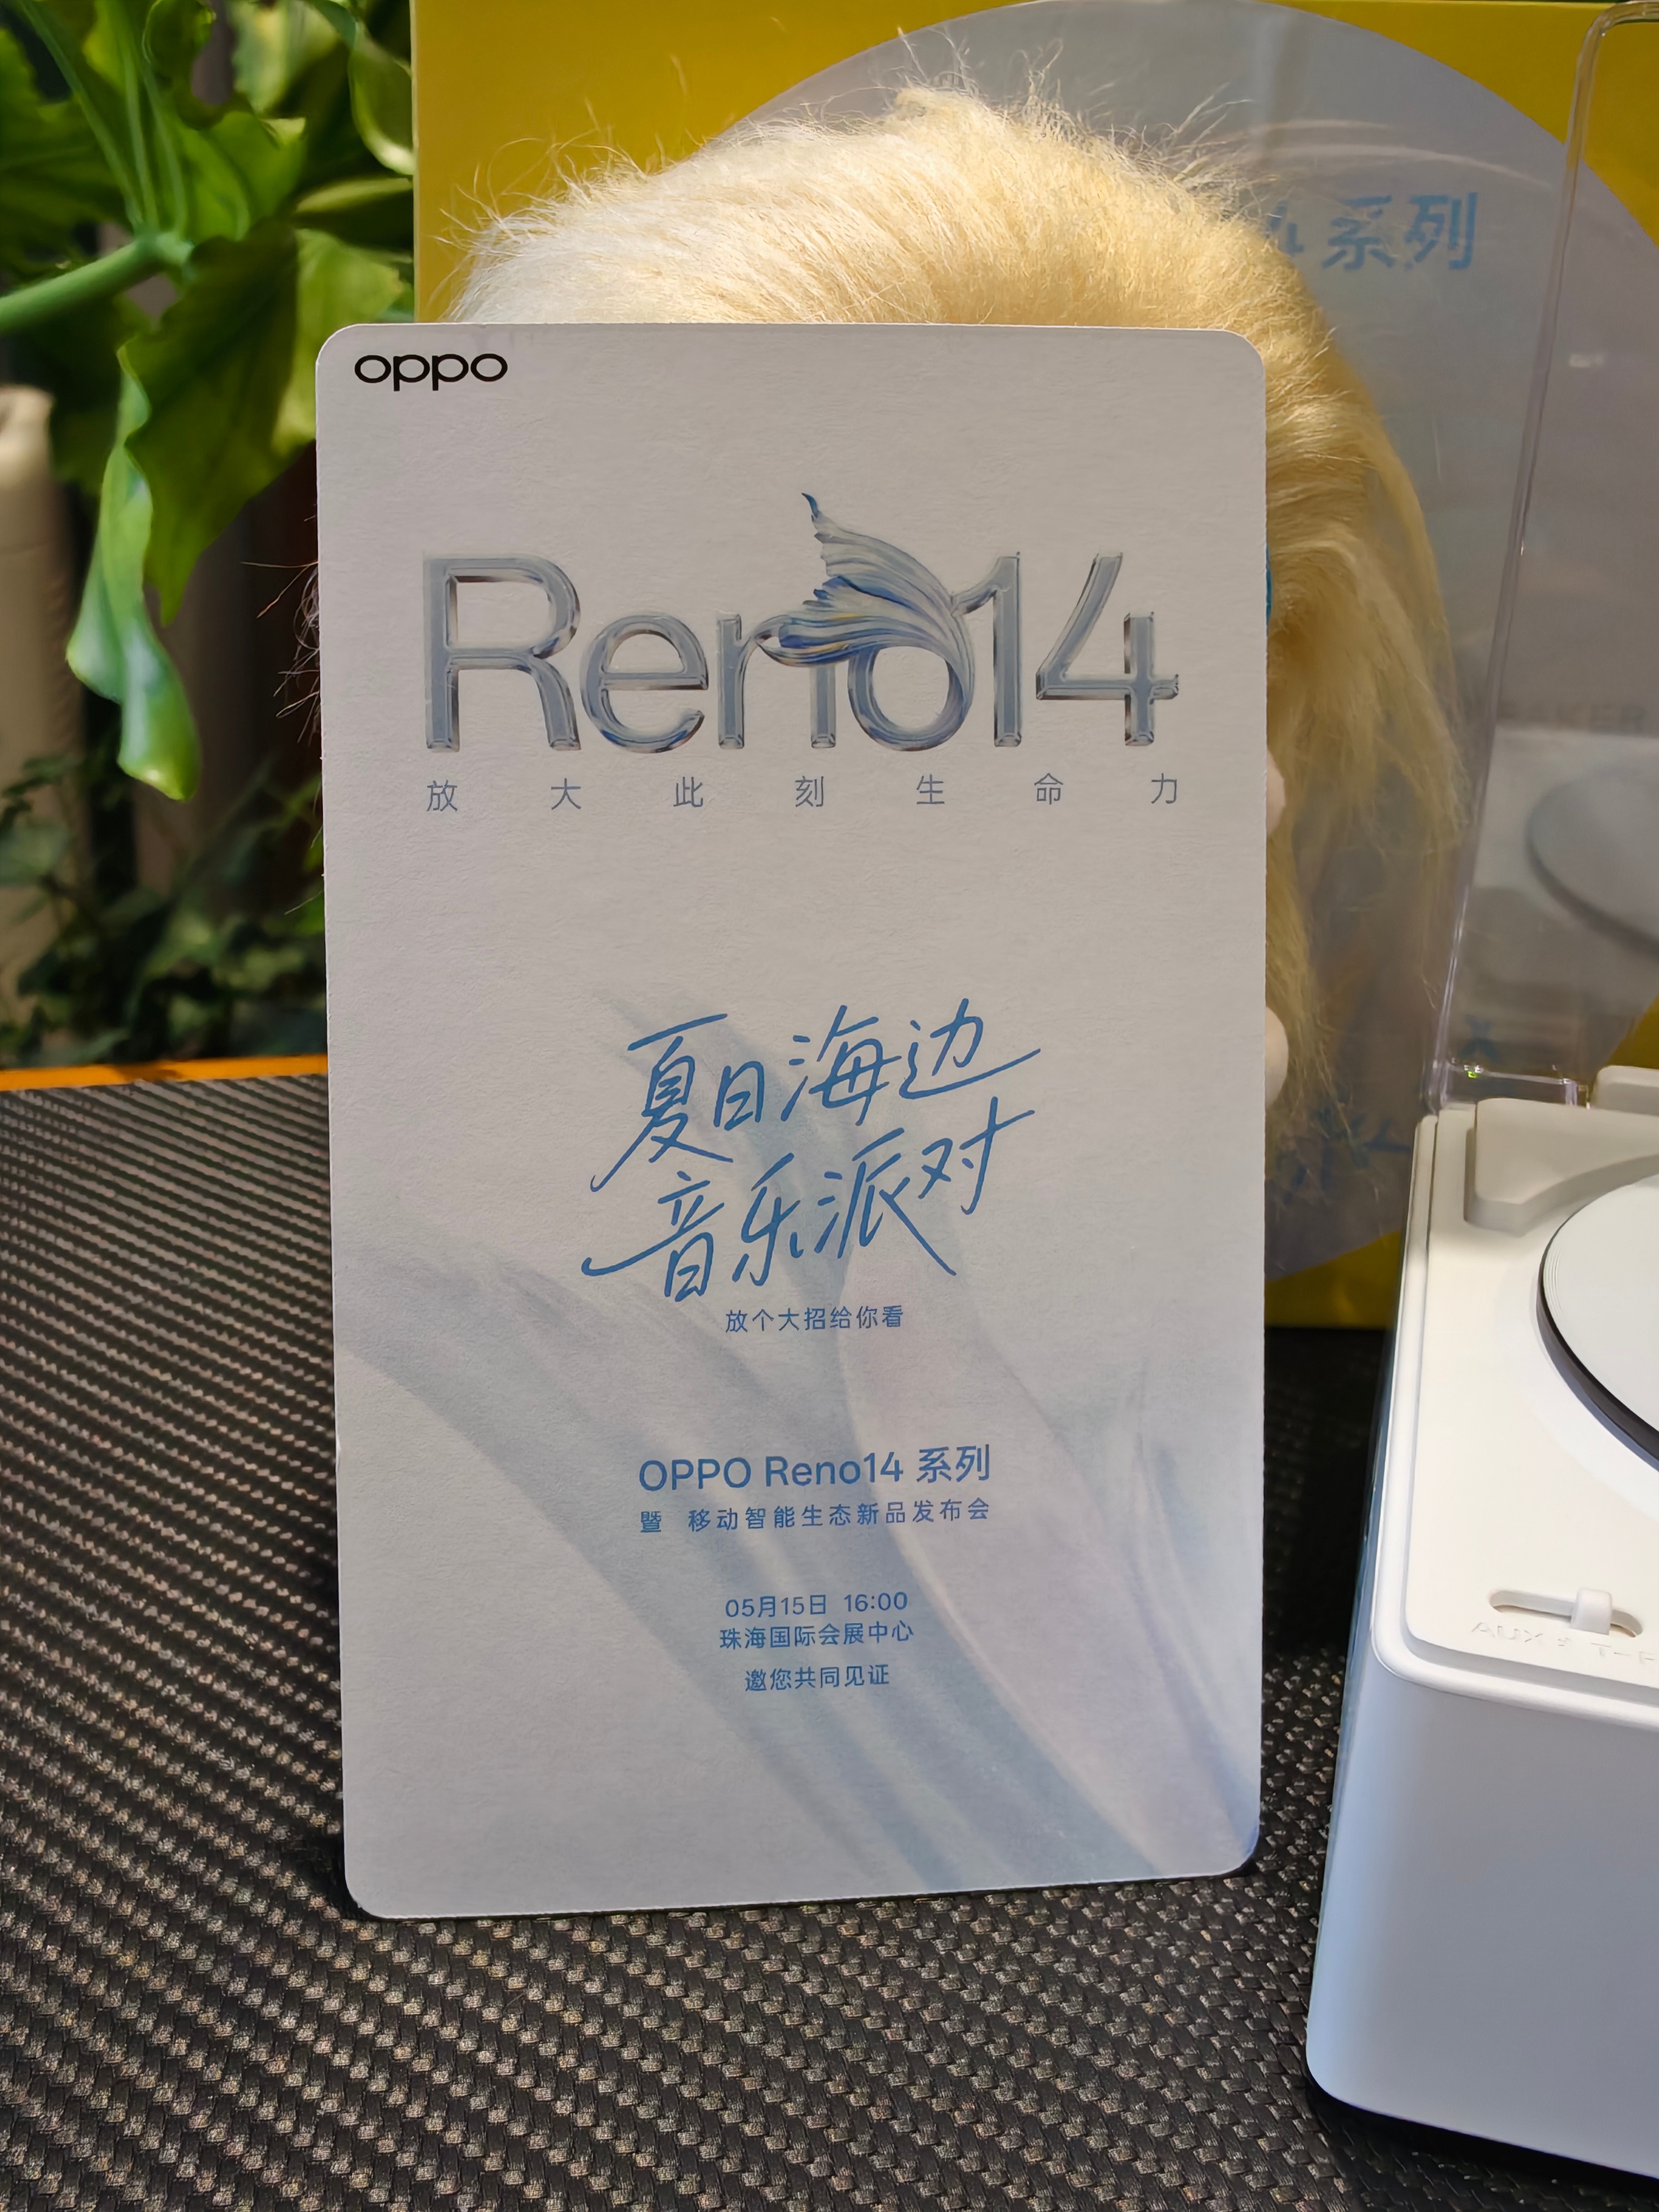 oppo
Reno14
放大此刻生命力
夏日海边
音乐派对
放个大招给你看
OPPO Reno14 系列
暨 移动智能生态新品发布会
05月15日 16:00
珠海国际会展中心
邀您共同见证
4 系列
AUX